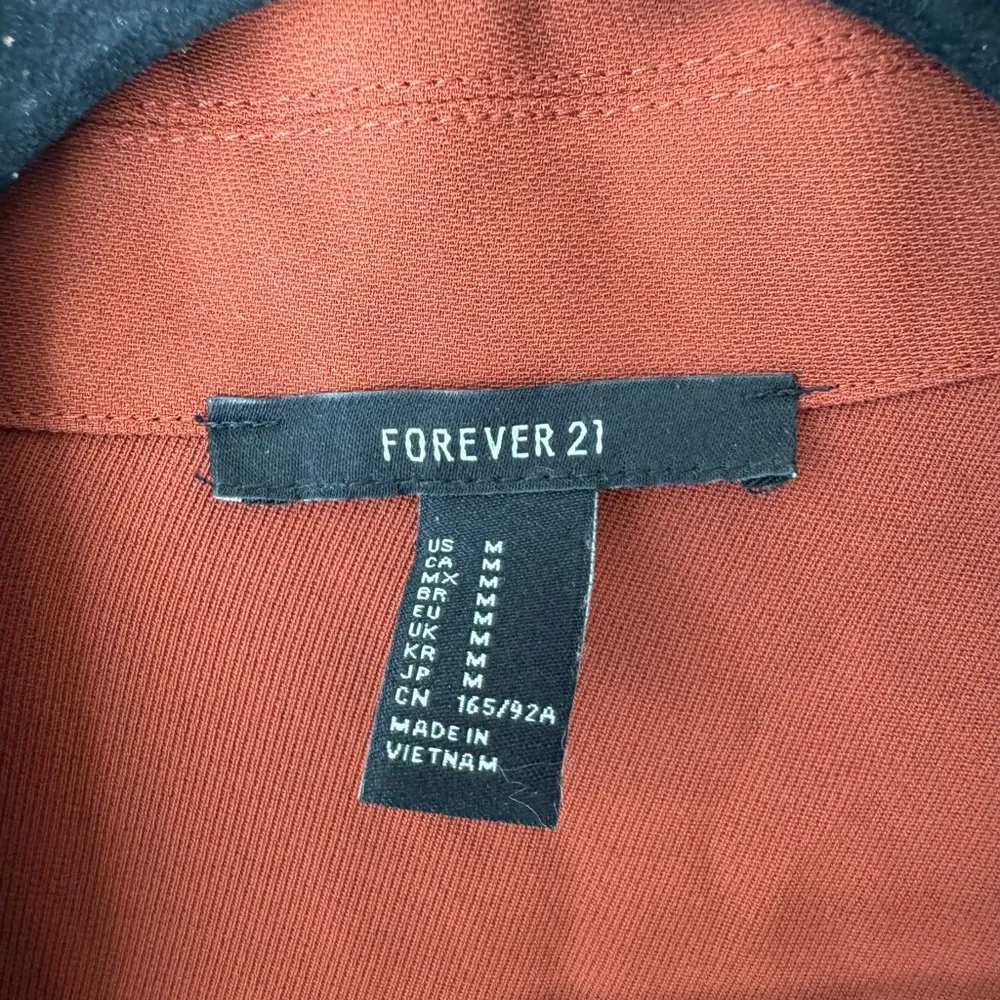 FOREVER 21
US M
CA M
MX M
BR M
EU M
UK M
KR M
JP M
CN 165/92A
MADE IN
VIETNAM